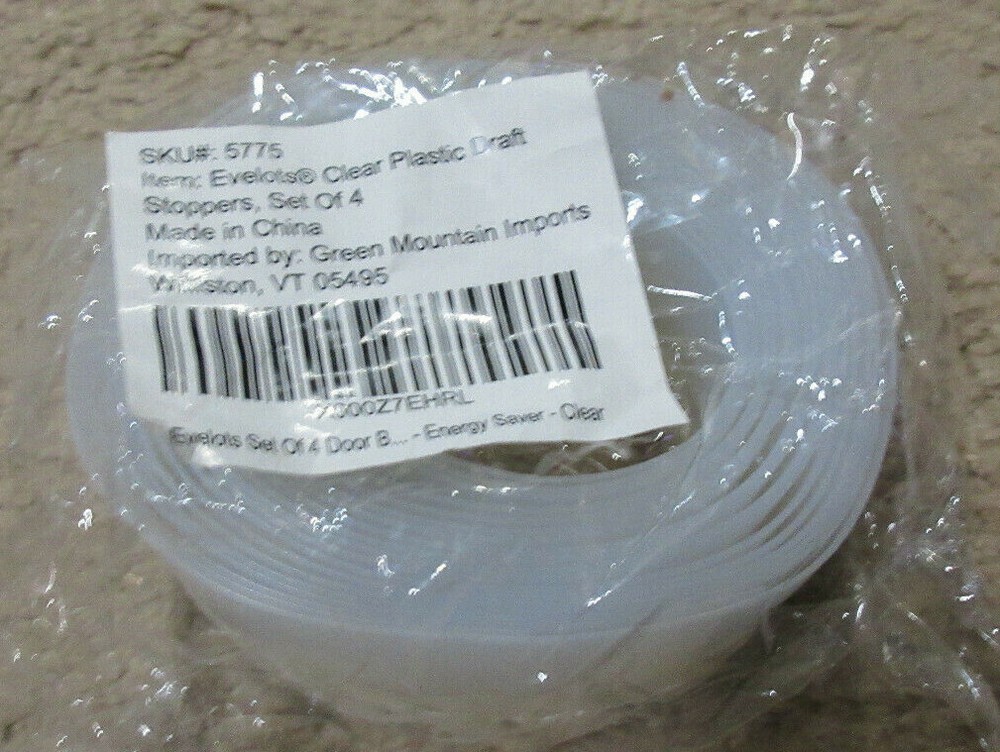 SKU#: 5775
Item: Evelots® Clear Plastic Draft
Stoppers, Set Of 4
Made in China
Imported by: Green Mountain Imports
Williston, VT 05495
Evelots Set Of 4 Door B... - Energy Saver - Clear